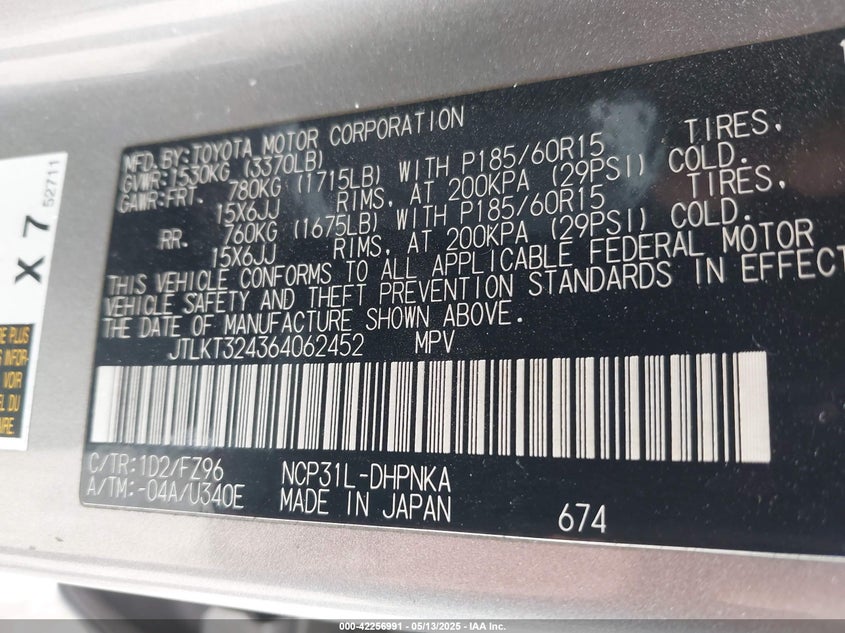 MFD. BY: TOYOTA MOTOR CORPORATION
GVWR: 1530KG (3370LB)
GAWR: FRT. 780KG (1715LB) WITH P185/60R15 TIRES,
15X6JJ RIMS, AT 200KPA (29PSI) COLD.
RR. 760KG (1675LB) WITH P185/60R15 TIRES,
15X6JJ RIMS, AT 200KPA (29PSI) COLD.
THIS VEHICLE CONFORMS TO ALL APPLICABLE FEDERAL MOTOR
VEHICLE SAFETY AND THEFT PREVENTION STANDARDS IN EFFECT
THE DATE OF MANUFACTURE SHOWN ABOVE.
JTLKT324364062452 MPV
C/TR: 1D2/FZ96 NCP31L-DHPNKA
A/TM: -04A/U340E MADE IN JAPAN 674
X 7
52711
PLUS
INFOR-
VOIR
DU
000-42256991 — 05/13/2025 — IAA Inc.